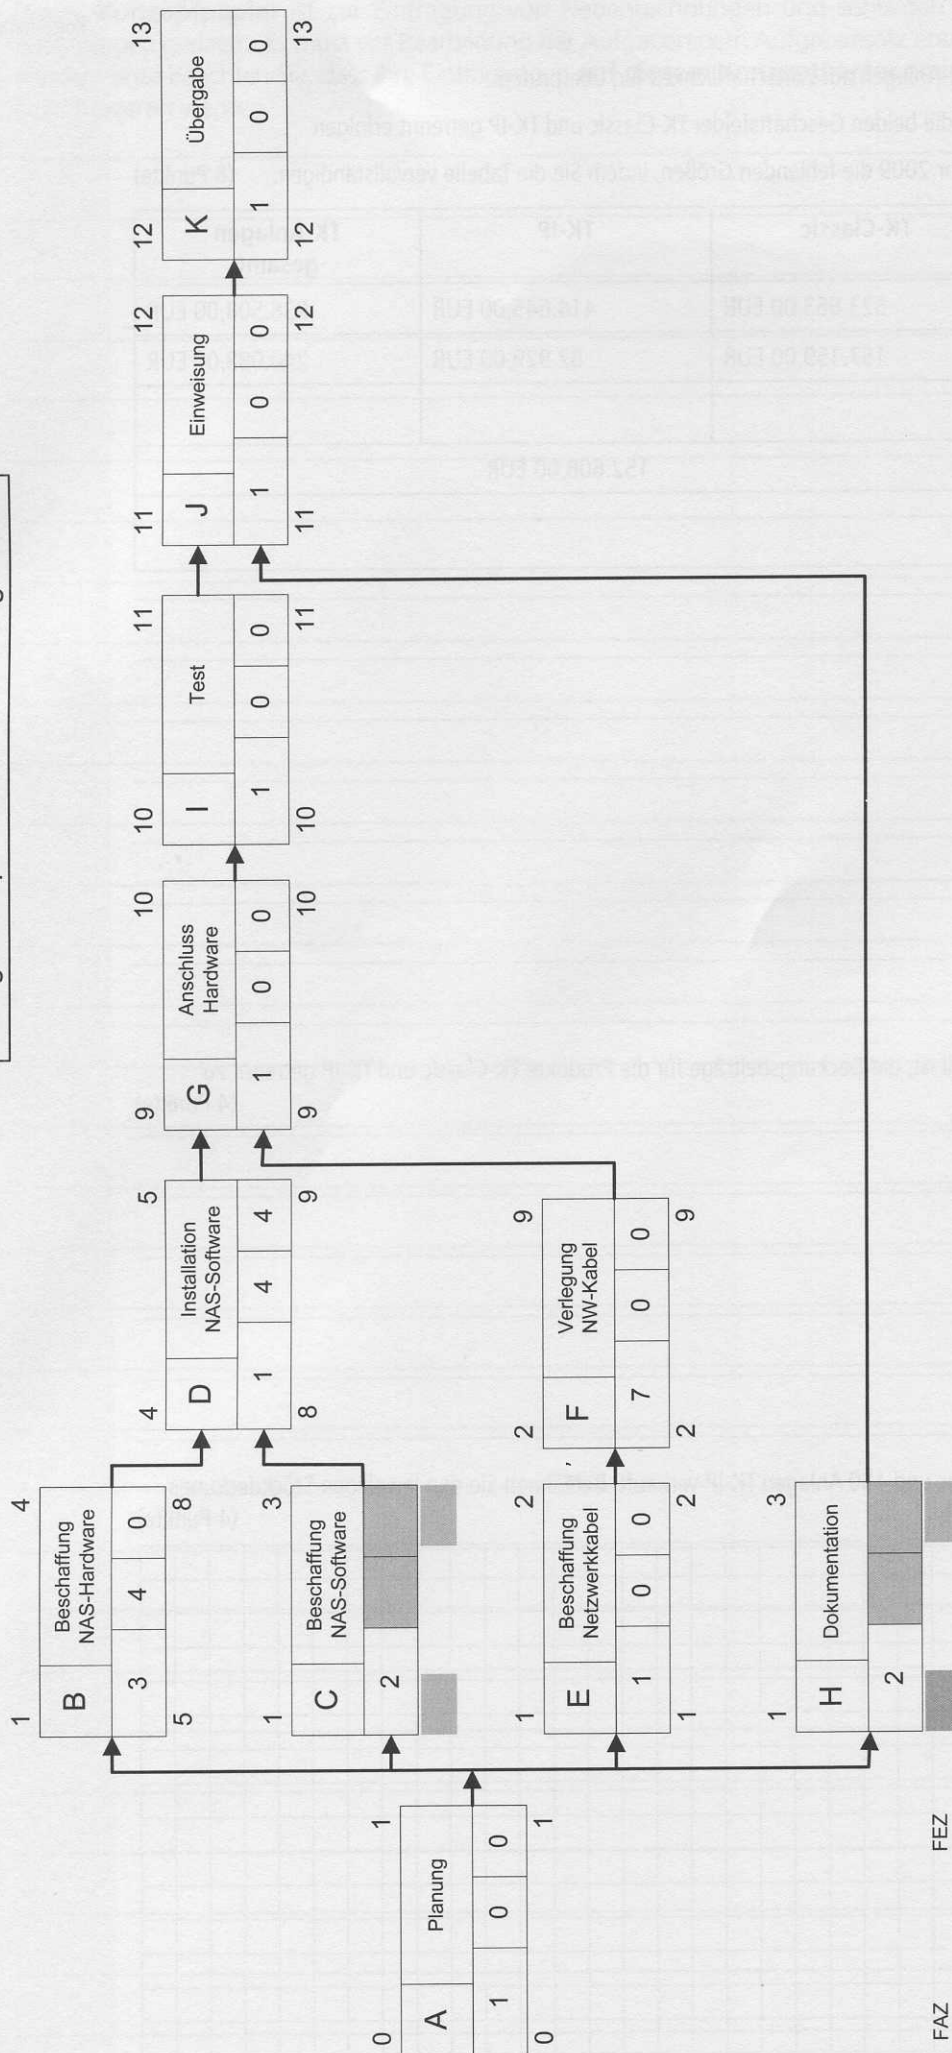 0 1
A Planung
1 0 0
0 1
1 4
B Beschaffung
NAS-Hardware
3 4 0
5 8
1 3
C Beschaffung
NAS-Software
2
1 2
E Beschaffung
Netzwerkkabel
1 0 0
1 2
1 3
H Dokumentation
2
4 5
D Installation
NAS-Software
1 4 4
8 9
2 9
F Verlegung
NW-Kabel
7 0 0
2 9
9 10
G Anschluss
Hardware
1 0 0
9 10
10 11
I Test
1 0 0
10 11
11 12
J Einweisung
1 0 0
11 12
12 13
K Übergabe
1 0 0
12 13
FAZ FEZ